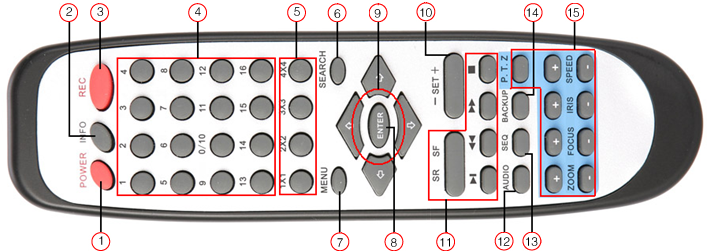 ② ③ ④ ⑤ ⑥ ⑨ ⑩ ⑭ ⑮
REC
INFO
POWER
4 8 12 16
3 7 11 15
2 6 0/10 14
1 5 9 13
4X4
3X3
2X2
1X1
SEARCH
MENU
ENTER
- SET +
SR SF
P.T.Z
BACKUP
SEQ
AUDIO
+ SPEED -
+ IRIS -
+ FOCUS -
+ ZOOM -
① ⑦ ⑧ ⑪ ⑫ ⑬